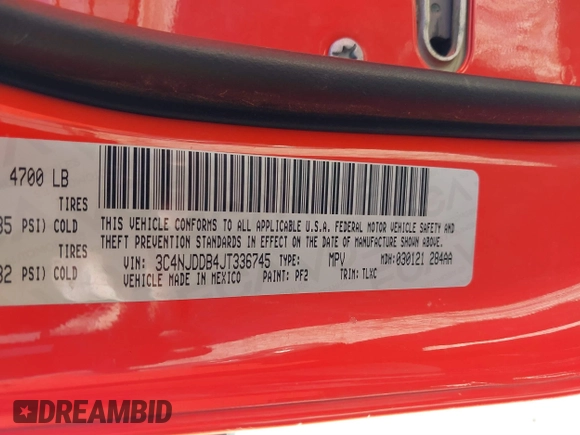 4700 LB
TIRES
35 PSI) COLD
TIRES
32 PSI) COLD
THIS VEHICLE CONFORMS TO ALL APPLICABLE U.S.A. FEDERAL MOTOR VEHICLE SAFETY AND
THEFT PREVENTION STANDARDS IN EFFECT ON THE DATE OF MANUFACTURE SHOWN ABOVE.
VIN: 3C4NJDDB4JT336745 TYPE: MPV MDH:030121 284AA
VEHICLE MADE IN MEXICO PAINT: PF2 TRIM: TLXC
DREAMBID